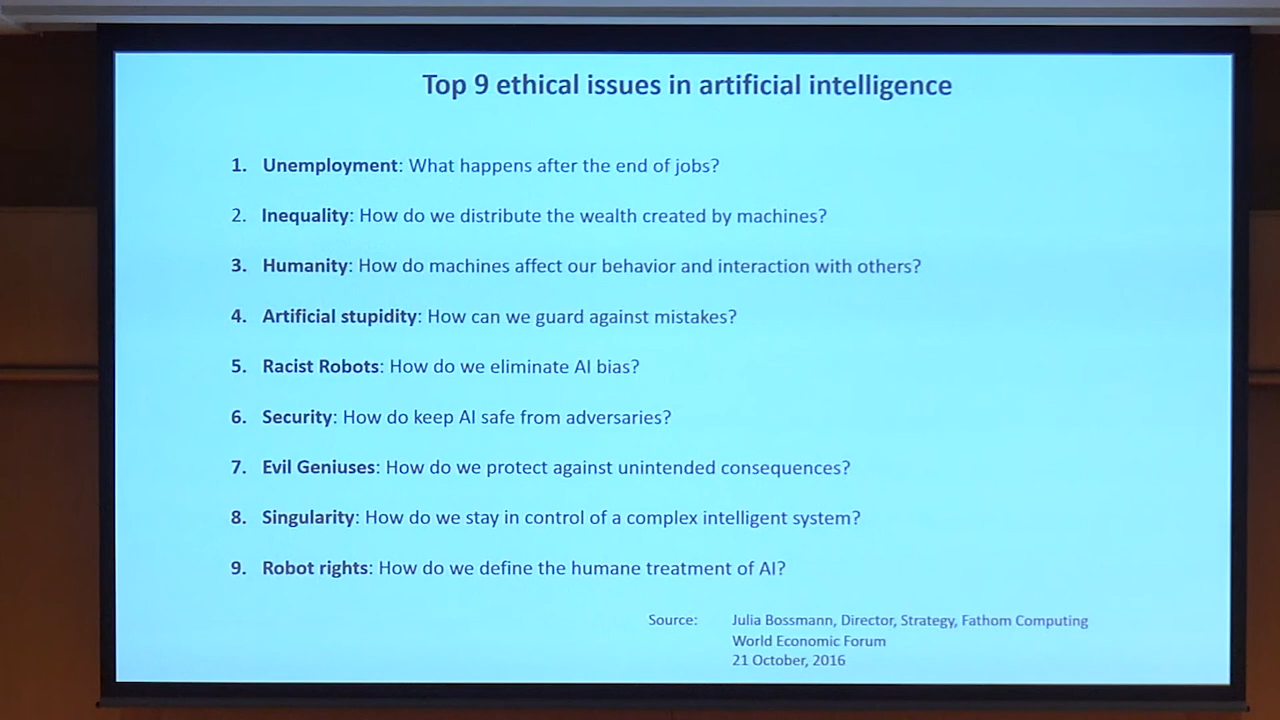 Top 9 ethical issues in artificial intelligence
1. Unemployment: What happens after the end of jobs?
2. Inequality: How do we distribute the wealth created by machines?
3. Humanity: How do machines affect our behavior and interaction with others?
4. Artificial stupidity: How can we guard against mistakes?
5. Racist Robots: How do we eliminate AI bias?
6. Security: How do keep AI safe from adversaries?
7. Evil Geniuses: How do we protect against unintended consequences?
8. Singularity: How do we stay in control of a complex intelligent system?
9. Robot rights: How do we define the humane treatment of AI?
Source: Julia Bossmann, Director, Strategy, Fathom Computing
World Economic Forum
21 October, 2016